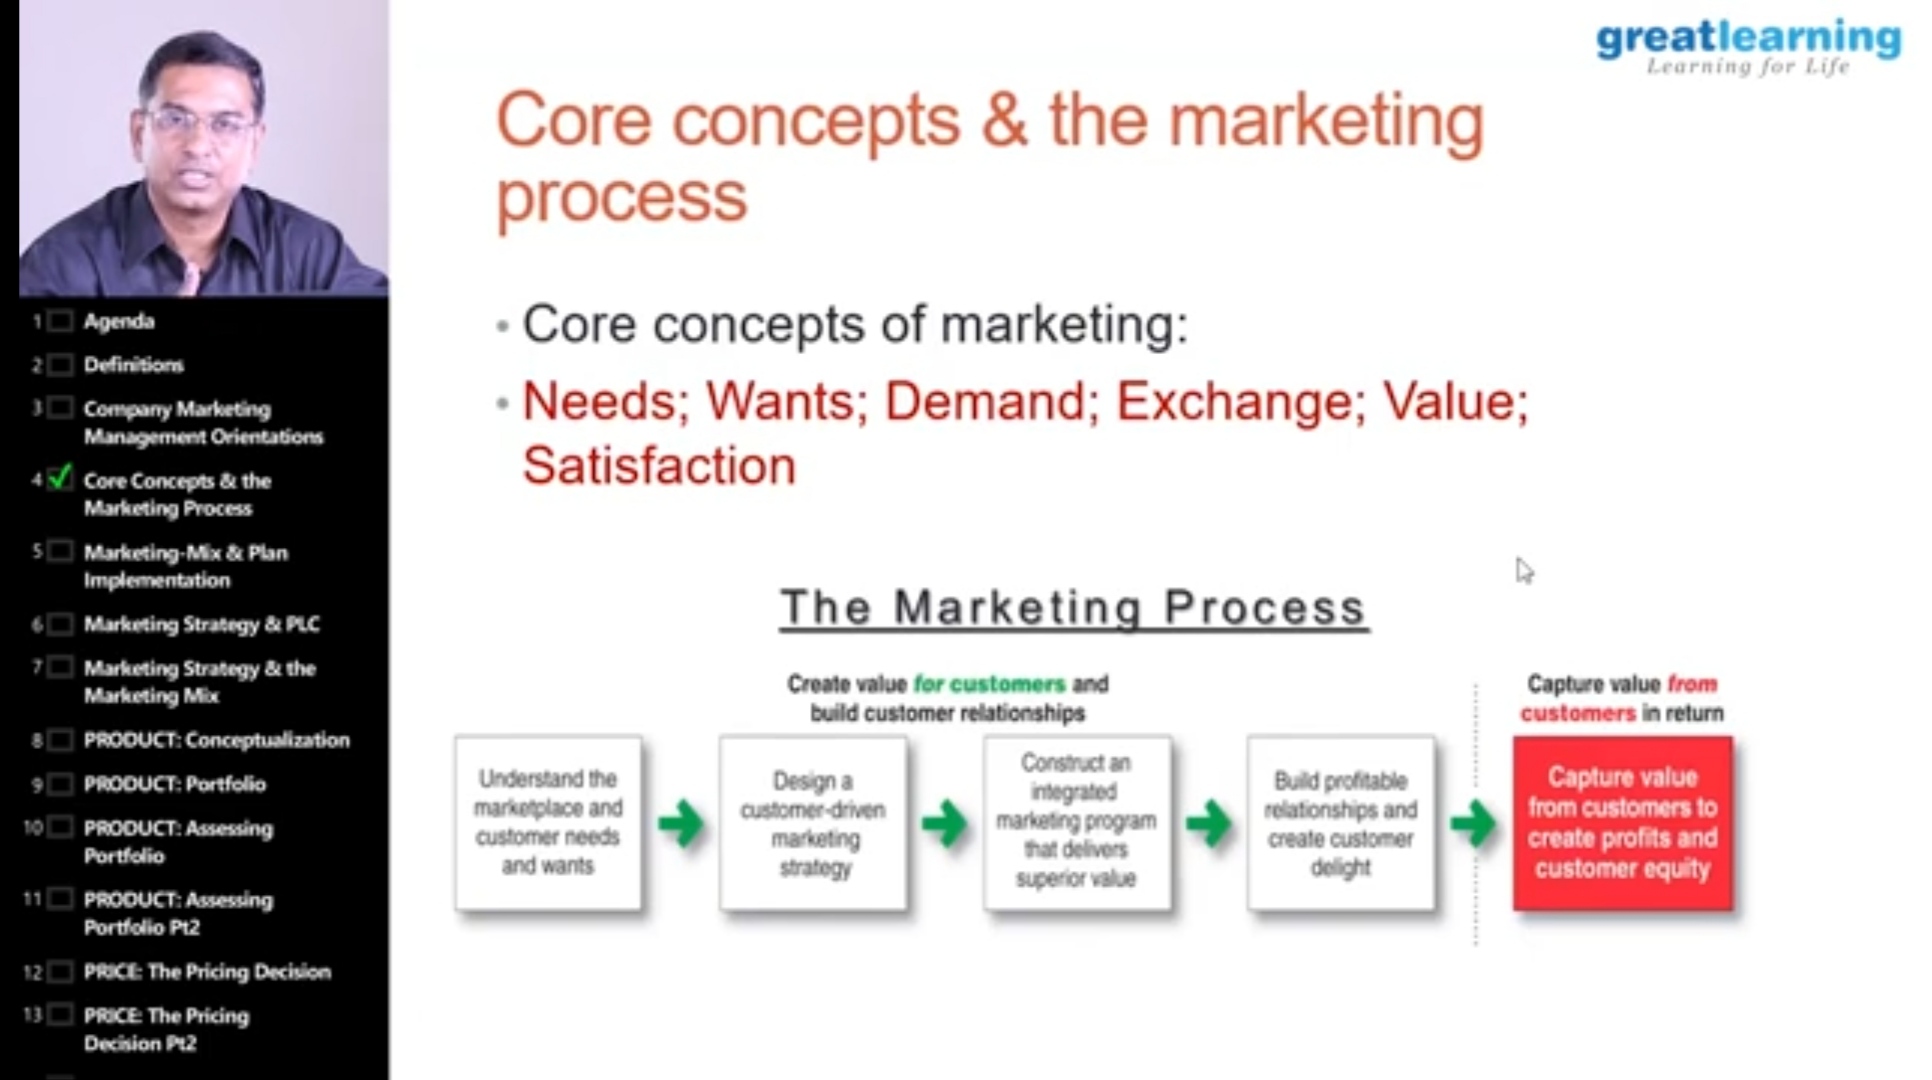 greatlearning
Learning for Life
Core concepts & the marketing
process
• Core concepts of marketing:
• Needs; Wants; Demand; Exchange; Value;
Satisfaction
The Marketing Process
Create value for customers and
build customer relationships
Capture value from
customers in return
Understand the
marketplace and
customer needs
and wants
Design a
customer-driven
marketing
strategy
Construct an
integrated
marketing program
that delivers
superior value
Build profitable
relationships and
create customer
delight
Capture value
from customers to
create profits and
customer equity
1 Agenda
2 Definitions
3 Company Marketing
Management Orientations
4 Core Concepts & the
Marketing Process
5 Marketing-Mix & Plan
Implementation
6 Marketing Strategy & PLC
7 Marketing Strategy & the
Marketing Mix
8 PRODUCT: Conceptualization
9 PRODUCT: Portfolio
10 PRODUCT: Assessing
Portfolio
11 PRODUCT: Assessing
Portfolio Pt2
12 PRICE: The Pricing Decision
13 PRICE: The Pricing
Decision Pt2